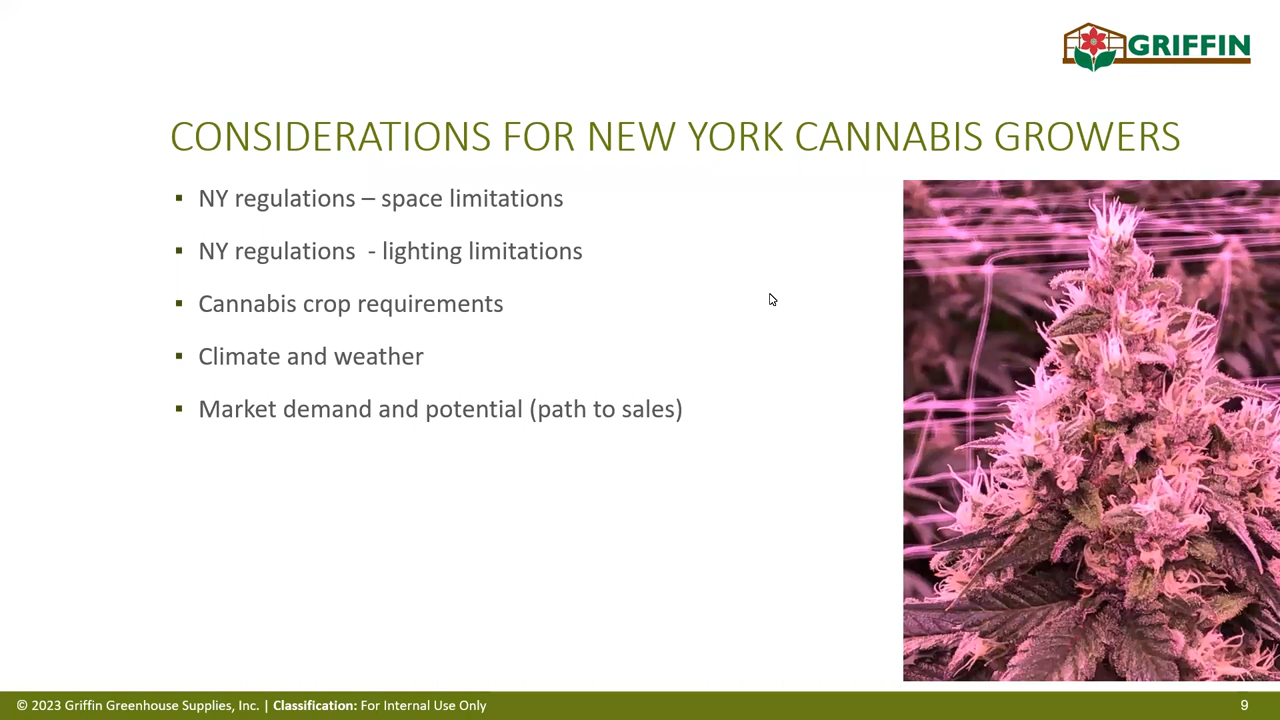 GRIFFIN
CONSIDERATIONS FOR NEW YORK CANNABIS GROWERS
▪ NY regulations – space limitations
▪ NY regulations  - lighting limitations
▪ Cannabis crop requirements
▪ Climate and weather
▪ Market demand and potential (path to sales)
© 2023 Griffin Greenhouse Supplies, Inc. | Classification: For Internal Use Only
9